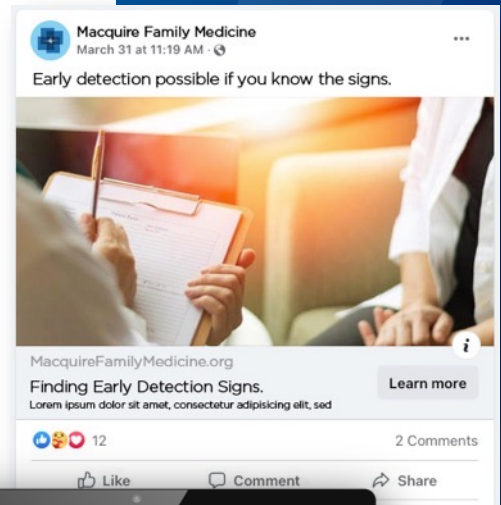 Macquire Family Medicine
March 31 at 11:19 AM ·
Early detection possible if you know the signs.
MacquireFamilyMedicine.org
i
Finding Early Detection Signs.
Learn more
Lorem ipsum dolor sit amet, consectetur adipisicing elit, sed
12
2 Comments
Like
Comment
Share